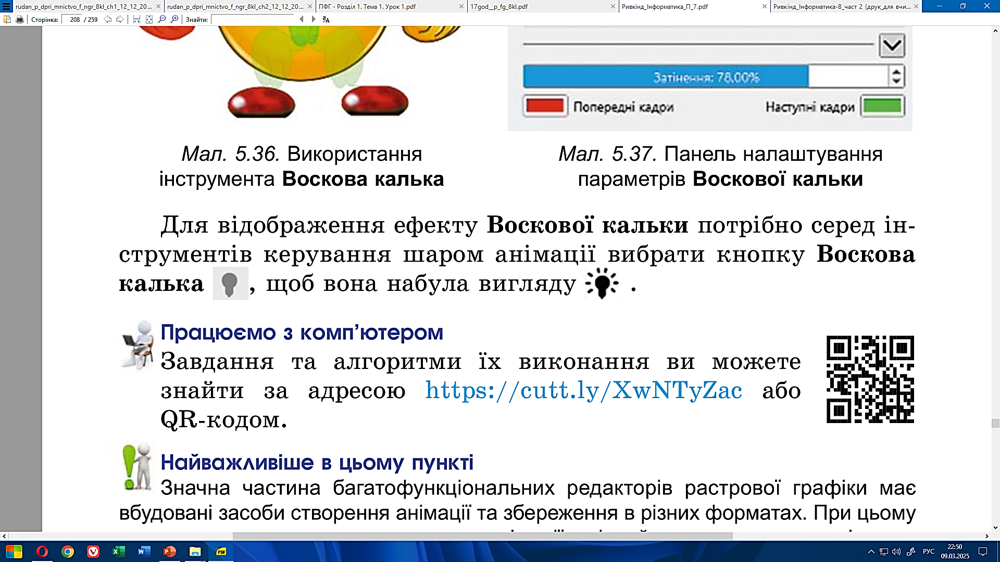 rudan_p_dpri_mnictvo_f_ngr_8kl_ch1_12_12_20...
rudan_p_dpri_mnictvo_f_ngr_8kl_ch2_12_12_20...
ПФГ - Розділ 1. Тема 1. Урок 1.pdf
17god__p_fg_8kl.pdf
Ривкінд_Інформатика_П_7.pdf
Ривкінд_Інформатика-8_част 2 (друк_для вчи...
Сторінка: 208 / 259
Знайти:
Затінення: 78.00%
Попередні кадри
Наступні кадри
Мал. 5.36. Використання
інструмента Воскова калька
Мал. 5.37. Панель налаштування
параметрів Воскової кальки
Для відображення ефекту Воскової кальки потрібно серед ін-
струментів керування шаром анімації вибрати кнопку Воскова
калька , щоб вона набула вигляду .
Працюємо з комп’ютером
Завдання та алгоритми їх виконання ви можете
знайти за адресою https://cutt.ly/XwNTyZac або
QR-кодом.
Найважливіше в цьому пункті
Значна частина багатофункціональних редакторів растрової графіки має
вбудовані засоби створення анімації та збереження в різних форматах. При цьому
PDF
РУС
22:50
09.03.2025